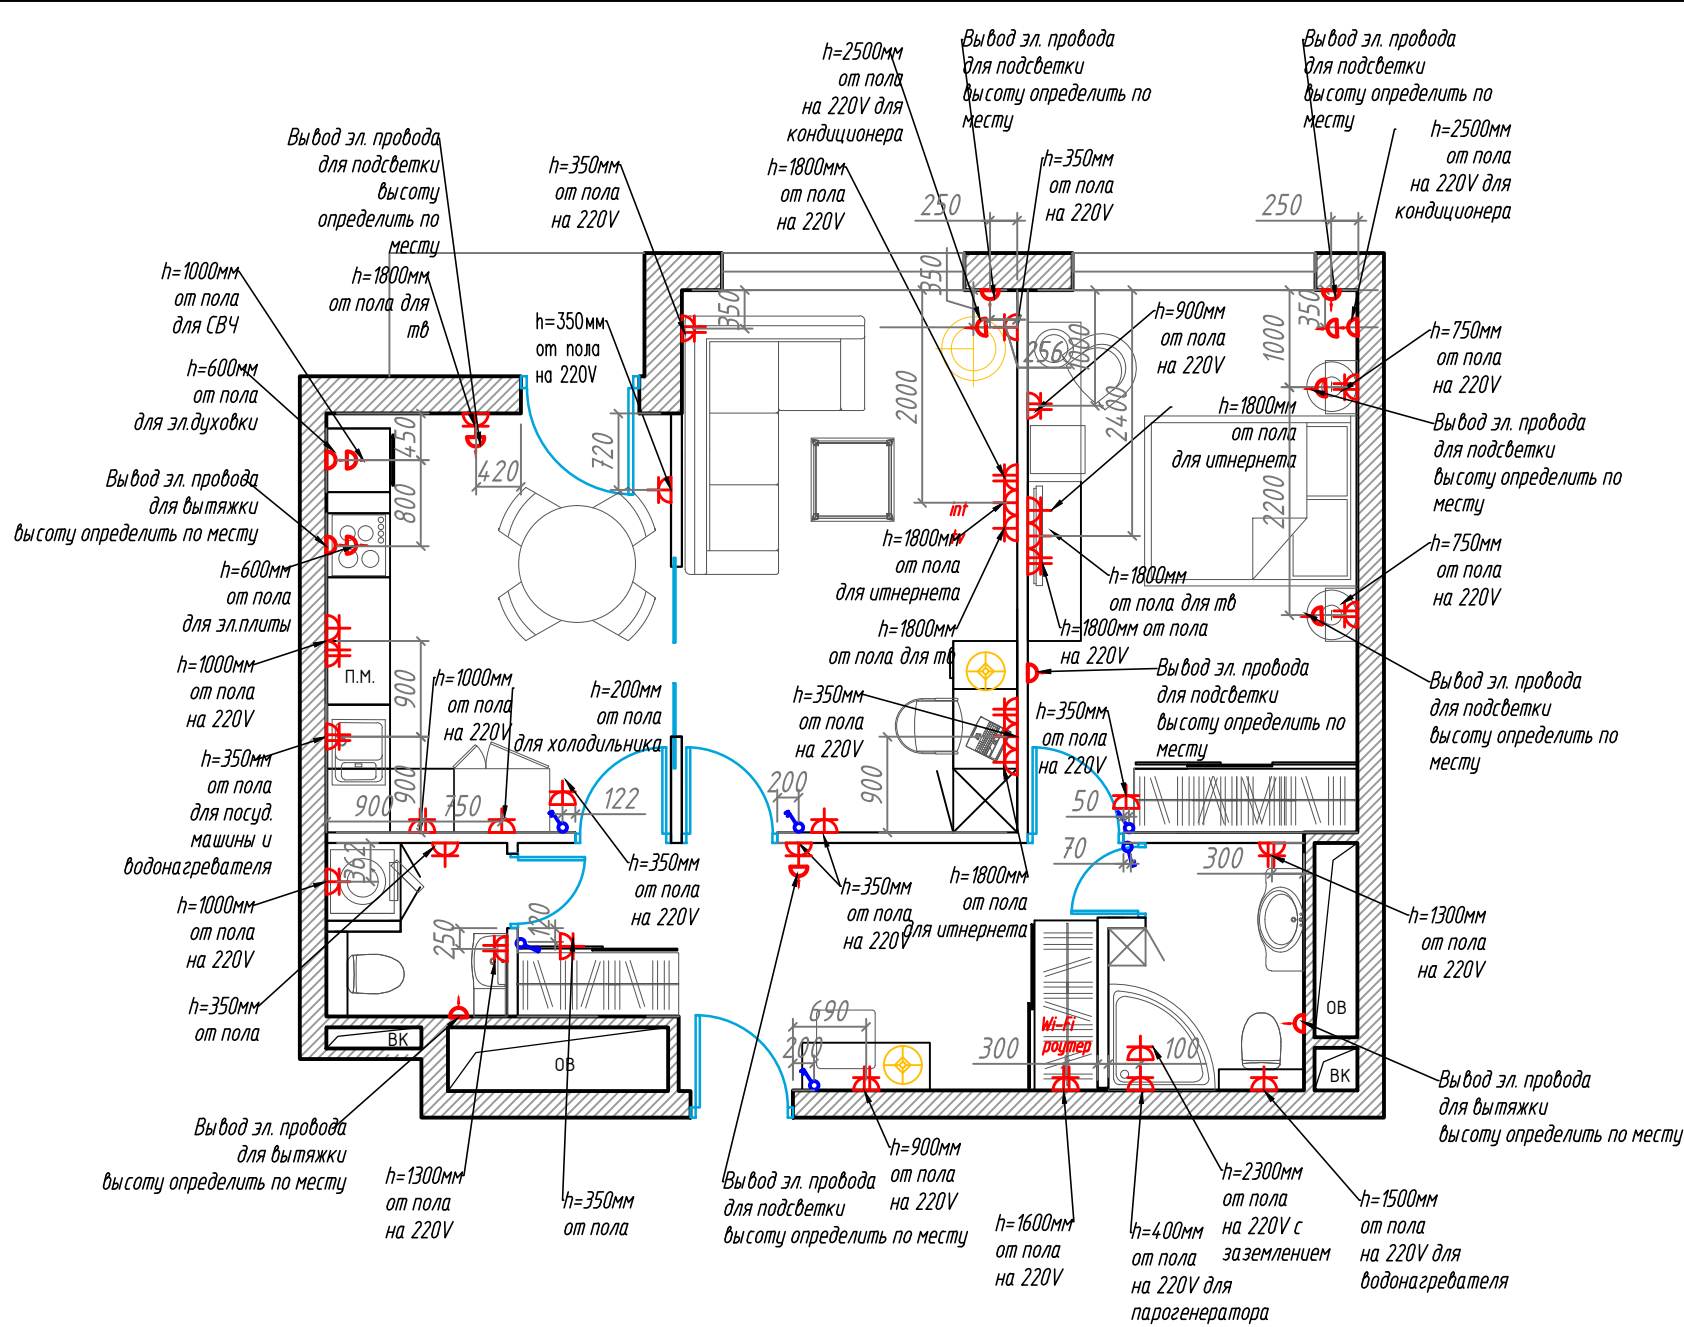 h=2500мм
от пола
на 220V для
кондиционера
Вывод эл. провода
для подсветки
высоту определить по
месту
Вывод эл. провода
для подсветки
высоту определить по
месту
h=2500мм
от пола
на 220V для
кондиционера
Вывод эл. провода
для подсветки
высоту
определить по
месту
h=350мм
от пола
на 220V
h=1800мм
от пола
на 220V
h=350мм
от пола
на 220V
250
250
h=1000мм
от пола
для СВЧ
h=1800мм
от пола для
тв
h=350мм
от пола
на 220V
350
350
350
256
1000
1000
h=900мм
от пола
на 220V
h=750мм
от пола
на 220V
h=600мм
от пола
для эл.духовки
450
420
720
2000
2400
h=1800мм
от пола
для итнернета
Вывод эл. провода
для подсветки
высоту определить по
месту
Вывод эл. провода
для вытяжки
высоту определить по месту
800
2200
int
tv
h=1800мм
от пола
для итнернета
h=750мм
от пола
на 220V
h=600мм
от пола
для эл.плиты
h=1800мм
от пола для тв
h=1800мм
от пола для тв
h=1800мм от пола
на 220V
h=1000мм
от пола
на 220V
П.М.
900
h=1000мм
от пола
на 220V
h=200мм
от пола
для холодильника
h=350мм
от пола
на 220V
h=350мм
от пола
на 220V
Вывод эл. провода
для подсветки
высоту определить по
месту
Вывод эл. провода
для подсветки
высоту определить по
месту
h=350мм
от пола
для посуд.
машины и
водонагревателя
900
900
750
122
200
900
50
70
300
362
h=350мм
от пола
на 220V
h=350мм
от пола
на 220V
h=1800мм
от пола
для итнернета
h=1000мм
от пола
на 220V
250
120
h=1300мм
от пола
на 220V
h=350мм
от пола
ВК
ОВ
690
200
300
Wi-Fi
роутер
100
ОВ
ВК
Вывод эл. провода
для вытяжки
высоту определить по месту
Вывод эл. провода
для вытяжки
высоту определить по месту
h=1300мм
от пола
на 220V
h=350мм
от пола
Вывод эл. провода
для подсветки
высоту определить по месту
h=900мм
от пола
на 220V
h=1600мм
от пола
на 220V
h=400мм
от пола
на 220V для
парогенератора
h=2300мм
от пола
на 220V с
заземлением
h=1500мм
от пола
на 220V для
водонагревателя